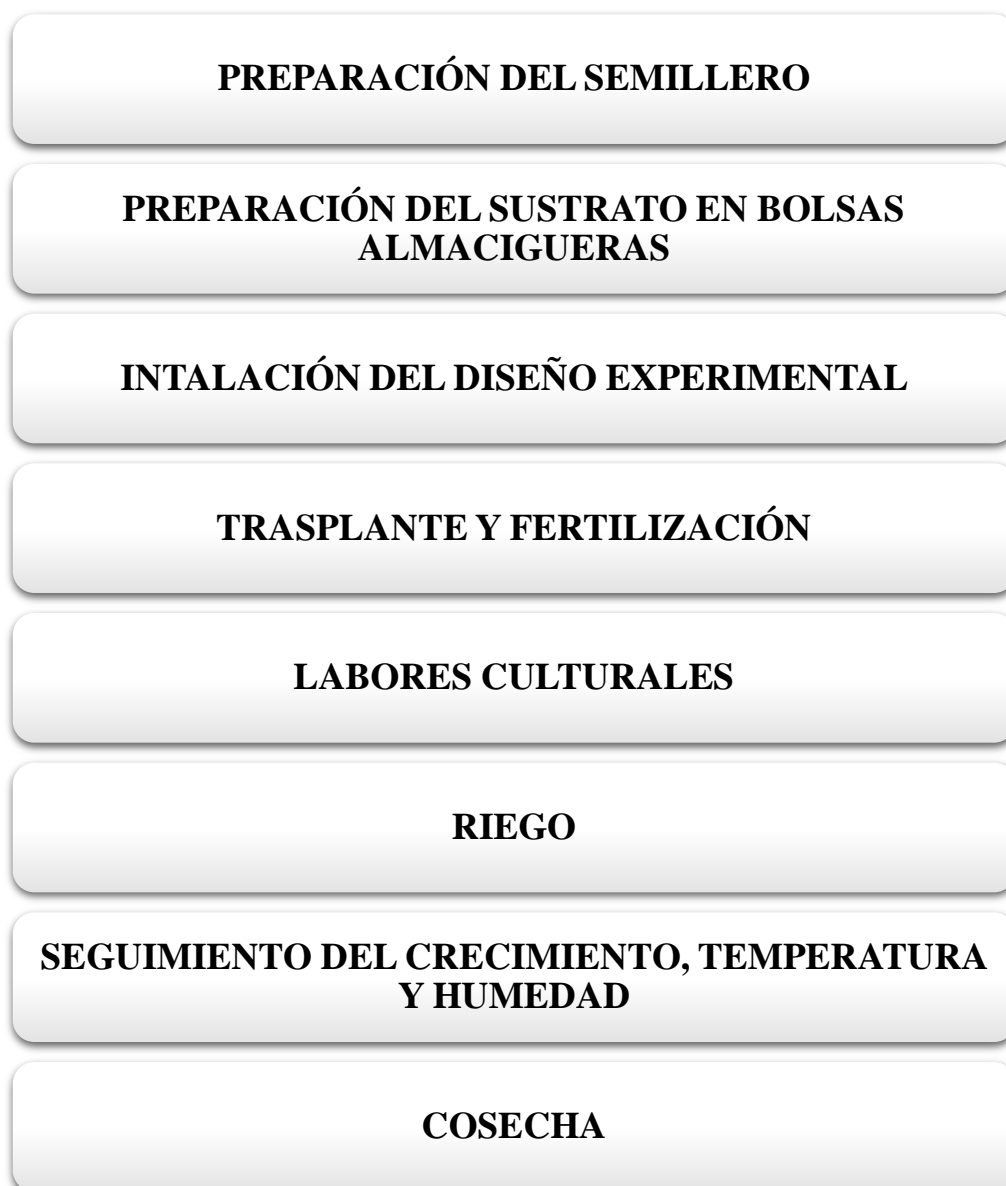 PREPARACIÓN DEL SEMILLERO
PREPARACIÓN DEL SUSTRATO EN BOLSAS
ALMACIGUERAS
INTALACIÓN DEL DISEÑO EXPERIMENTAL
TRASPLANTE Y FERTILIZACIÓN
LABORES CULTURALES
RIEGO
SEGUIMIENTO DEL CRECIMIENTO, TEMPERATURA
Y HUMEDAD
COSECHA